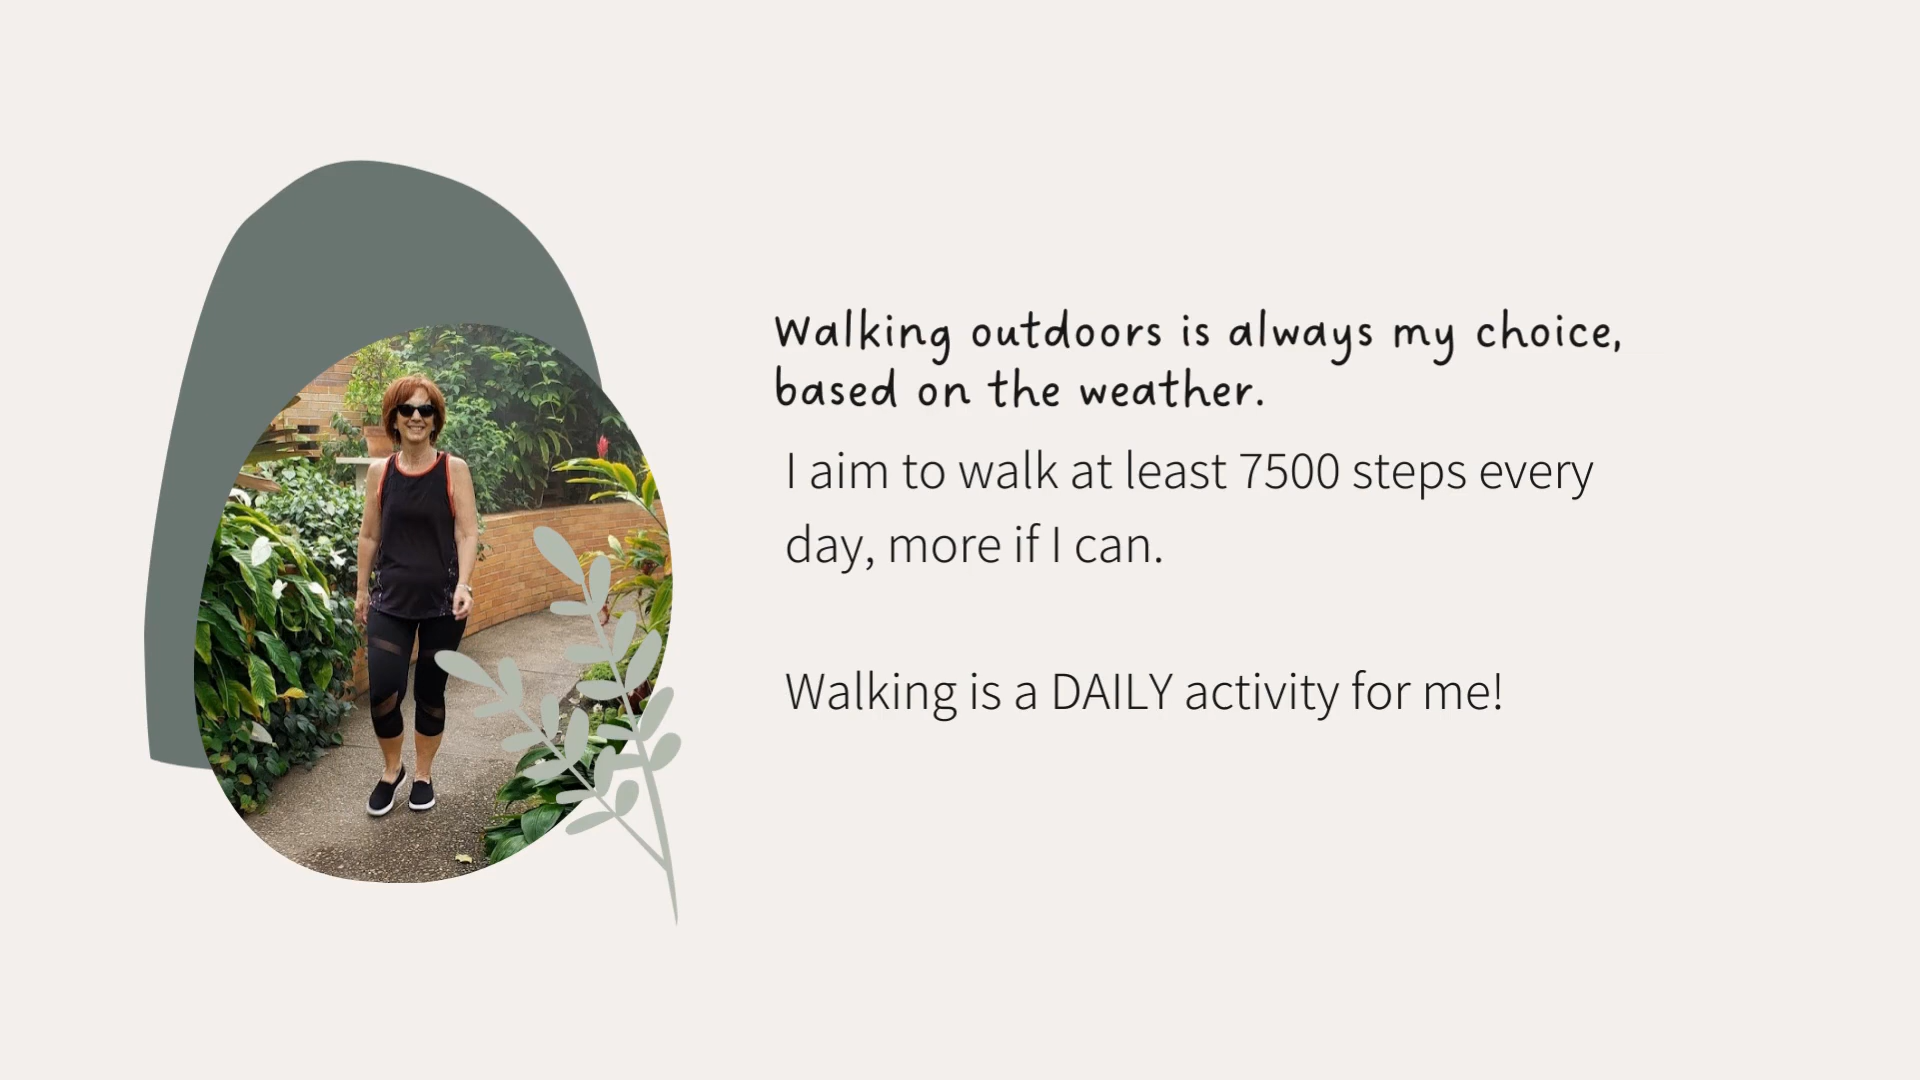 Walking outdoors is always my choice,
based on the weather.
I aim to walk at least 7500 steps every
day, more if I can.
Walking is a DAILY activity for me!